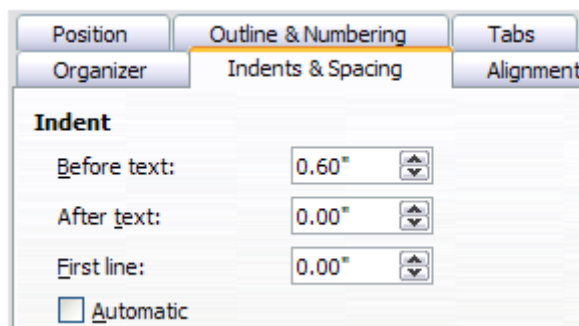 Position Outline & Numbering Tabs
Organizer Indents & Spacing Alignment
Indent
Before text: 0.60"
After text: 0.00"
First line: 0.00"
Automatic